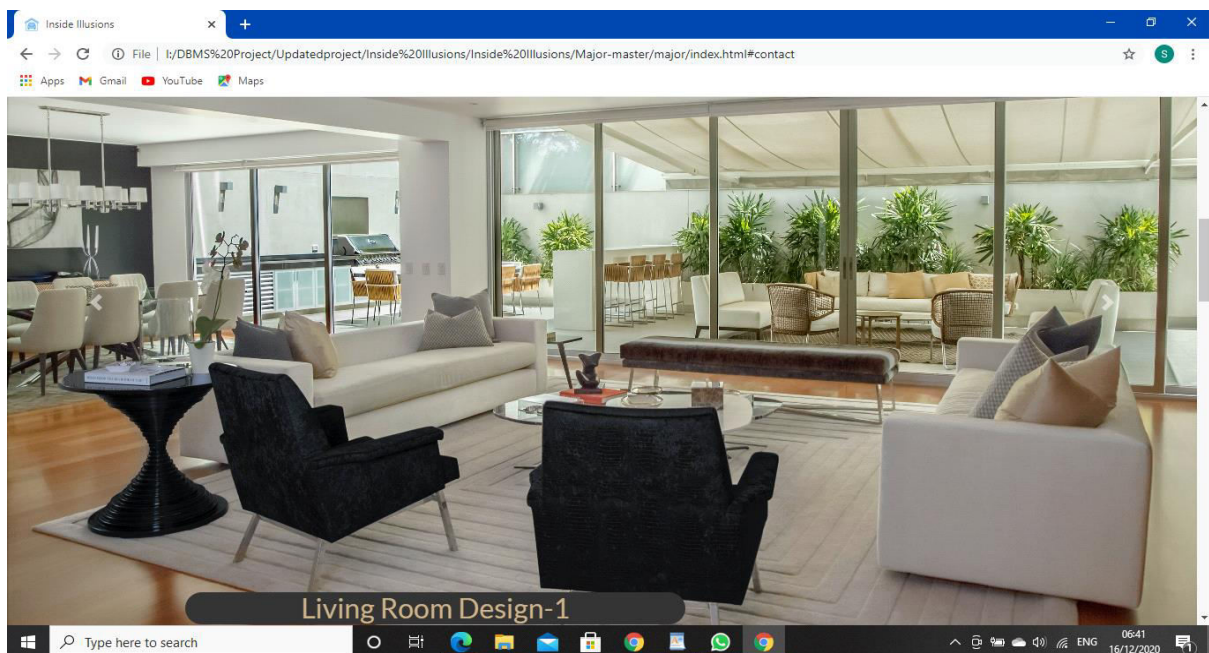 Inside Illusions
File
I:/DBMS%20Project/Updatedproject/Inside%20Illusions/Inside%20Illusions/Major-master/major/index.html#contact
S
Apps
Gmail
YouTube
Maps
Living Room Design-1
Type here to search
ENG
06:41
16/12/2020
1